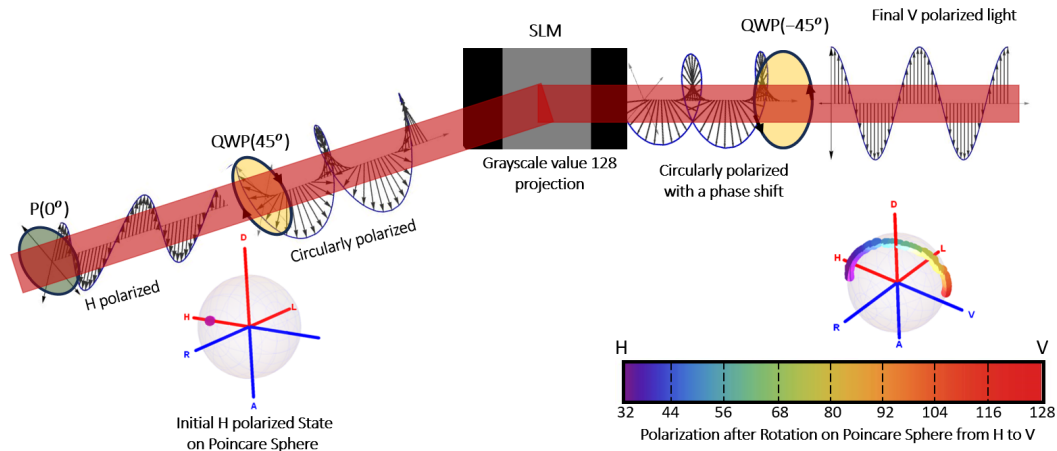 SLM
QWP(−45°)
Final V polarized light
QWP(45°)
Grayscale value 128
projection
Circularly polarized
with a phase shift
P(0°)
H polarized
Circularly polarized
D
H
L
R
A
Initial H polarized State
on Poincare Sphere
D
H
L
R
V
A
H
V
32 44 56 68 80 92 104 116 128
Polarization after Rotation on Poincare Sphere from H to V